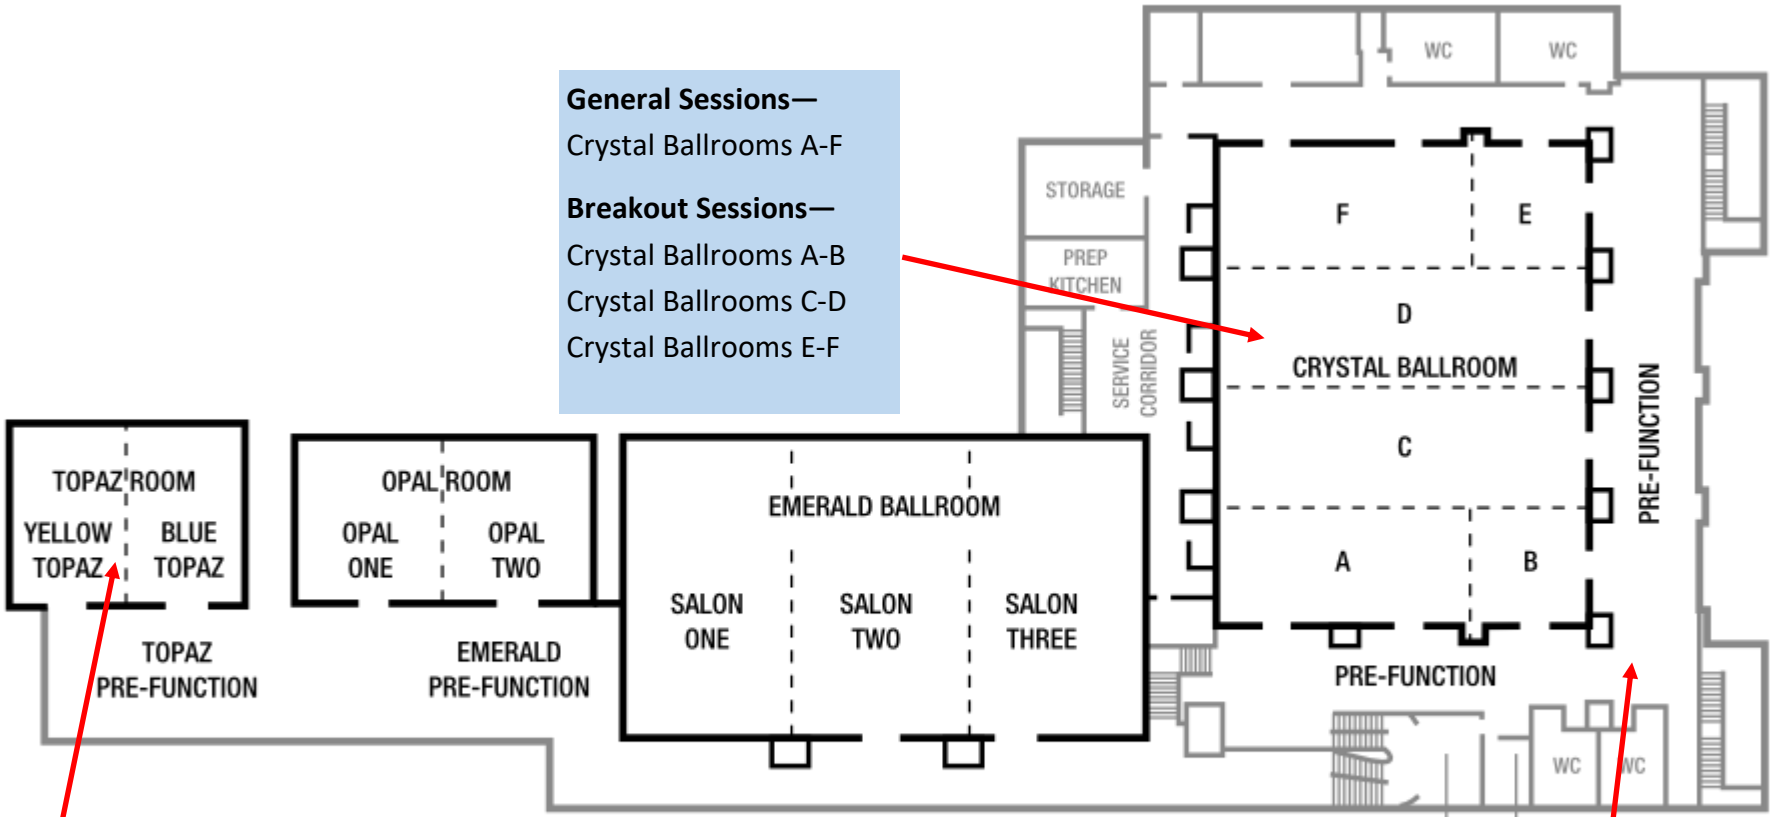 General Sessions—
Crystal Ballrooms A-F
Breakout Sessions—
Crystal Ballrooms A-B
Crystal Ballrooms C-D
Crystal Ballrooms E-F
WC
WC
STORAGE
PREP
KITCHEN
SERVICE
CORRIDOR
F
E
D
CRYSTAL BALLROOM
C
A
B
PRE-FUNCTION
PRE-FUNCTION
TOPAZ ROOM
YELLOW
TOPAZ
BLUE
TOPAZ
TOPAZ
PRE-FUNCTION
OPAL ROOM
OPAL
ONE
OPAL
TWO
EMERALD
PRE-FUNCTION
EMERALD BALLROOM
SALON
ONE
SALON
TWO
SALON
THREE
WC
WC